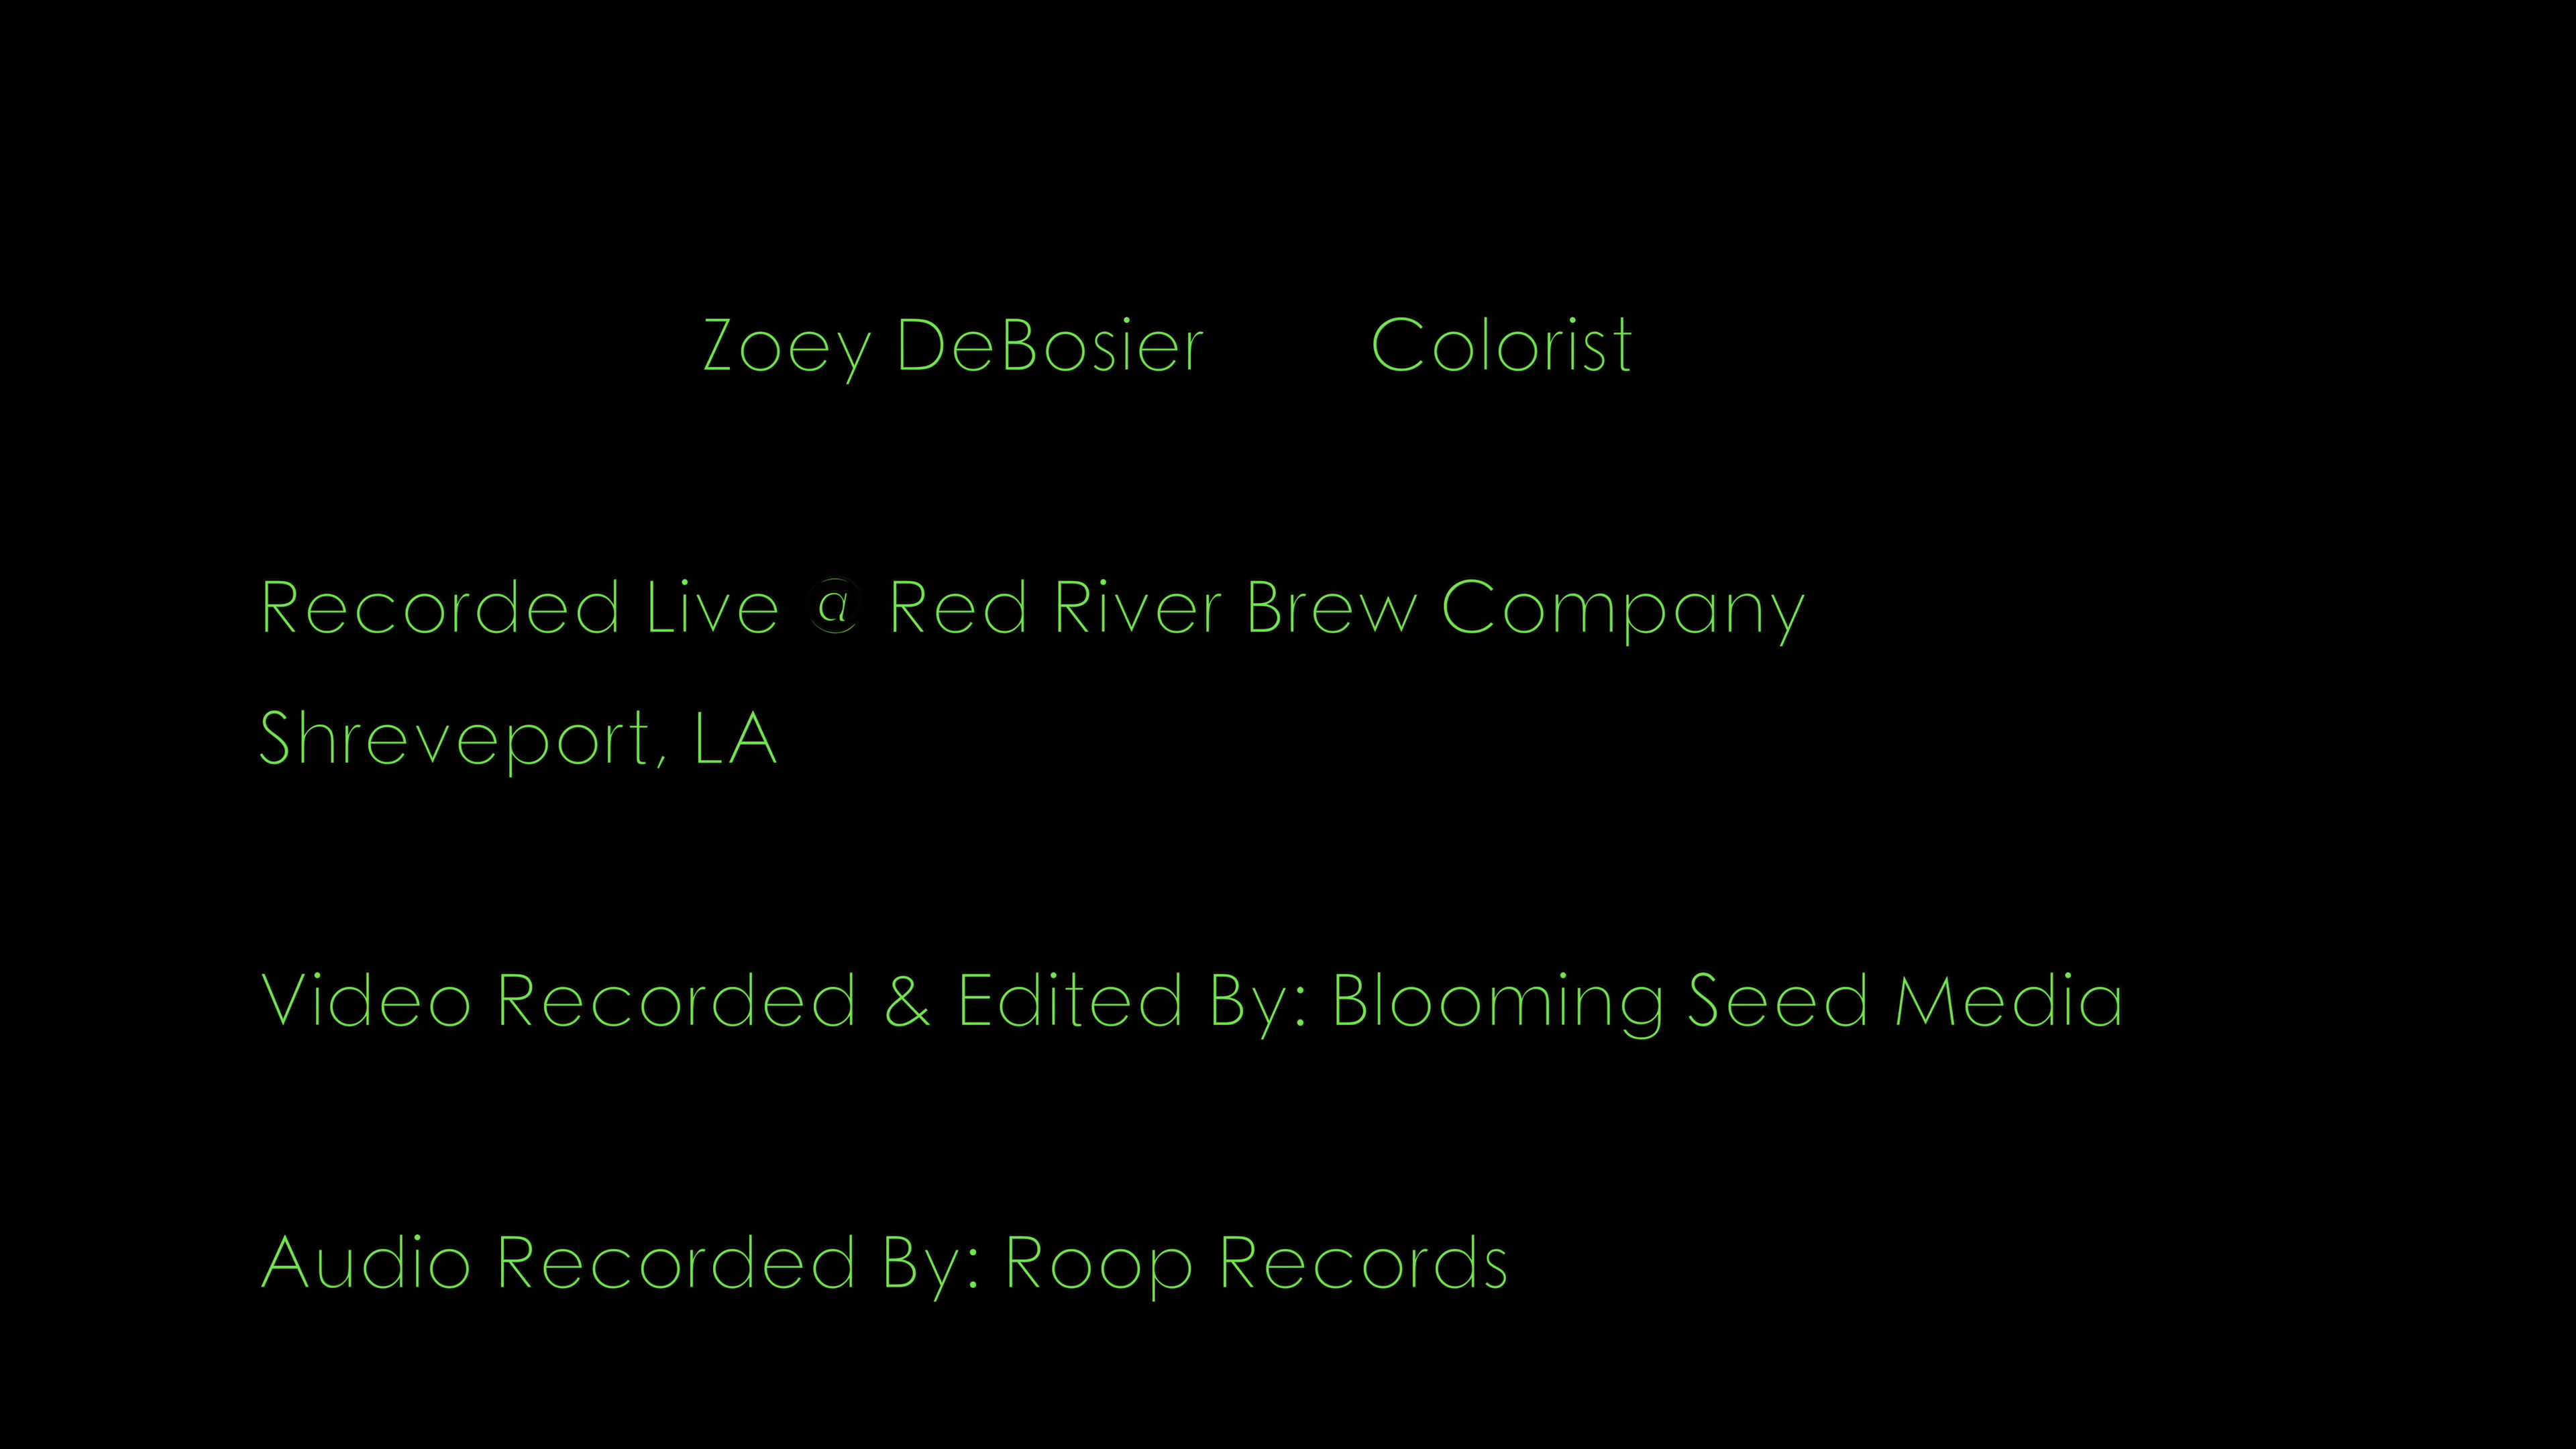 Zoey DeBosier Colorist
Recorded Live @ Red River Brew Company
Shreveport, LA
Video Recorded & Edited By: Blooming Seed Media
Audio Recorded By: Roop Records